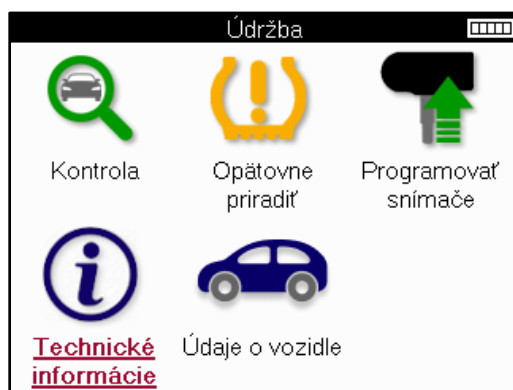 Údržba
Kontrola
Opätovne
priradiť
Programovať
snímače
Technické
informácie
Údaje o vozidle